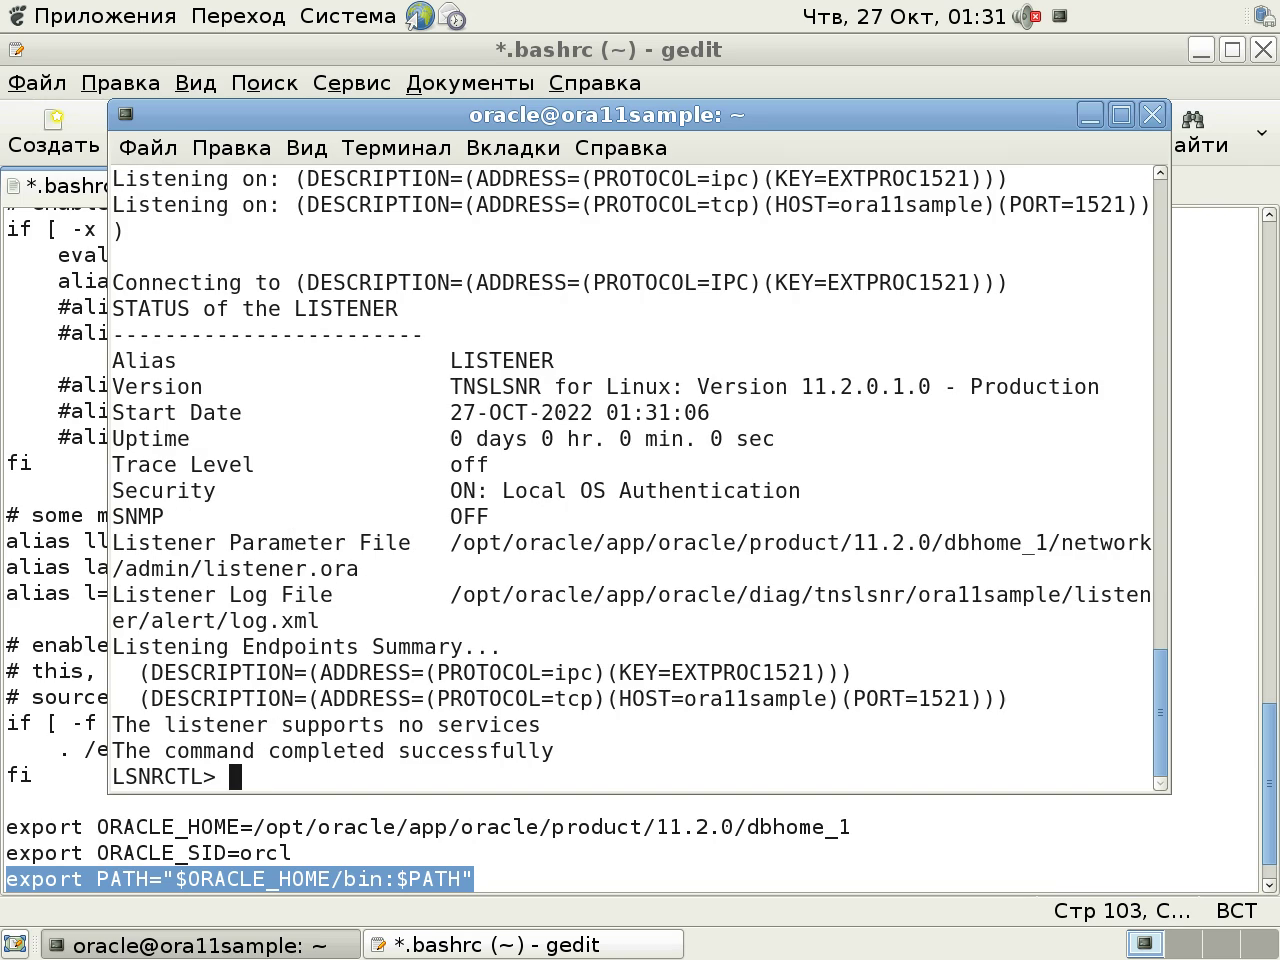 Приложения Переход Система Чтв, 27 Окт, 01:31
*.bashrc (~) - gedit
Файл Правка Вид Поиск Сервис Документы Справка
oracle@ora11sample: ~
Создать
айти
Файл Правка Вид Терминал Вкладки Справка
*.bashrc
Listening on: (DESCRIPTION=(ADDRESS=(PROTOCOL=ipc)(KEY=EXTPROC1521)))
Listening on: (DESCRIPTION=(ADDRESS=(PROTOCOL=tcp)(HOST=ora11sample)(PORT=1521))
if [ -x )
eval
alia Connecting to (DESCRIPTION=(ADDRESS=(PROTOCOL=IPC)(KEY=EXTPROC1521)))
#ali STATUS of the LISTENER
#ali ------------------------
Alias LISTENER
#ali Version TNSLSNR for Linux: Version 11.2.0.1.0 - Production
#ali Start Date 27-OCT-2022 01:31:06
#ali Uptime 0 days 0 hr. 0 min. 0 sec
fi Trace Level off
Security ON: Local OS Authentication
# some m SNMP OFF
alias ll Listener Parameter File /opt/oracle/app/oracle/product/11.2.0/dbhome_1/network
alias la /admin/listener.ora
alias l= Listener Log File /opt/oracle/app/oracle/diag/tnslsnr/ora11sample/listen
er/alert/log.xml
# enable Listening Endpoints Summary...
# this, (DESCRIPTION=(ADDRESS=(PROTOCOL=ipc)(KEY=EXTPROC1521)))
# source (DESCRIPTION=(ADDRESS=(PROTOCOL=tcp)(HOST=ora11sample)(PORT=1521)))
if [ -f The listener supports no services
. /e The command completed successfully
fi LSNRCTL>
export ORACLE_HOME=/opt/oracle/app/oracle/product/11.2.0/dbhome_1
export ORACLE_SID=orcl
export PATH="$ORACLE_HOME/bin:$PATH"
Стр 103, С... ВСТ
oracle@ora11sample: ~ *.bashrc (~) - gedit